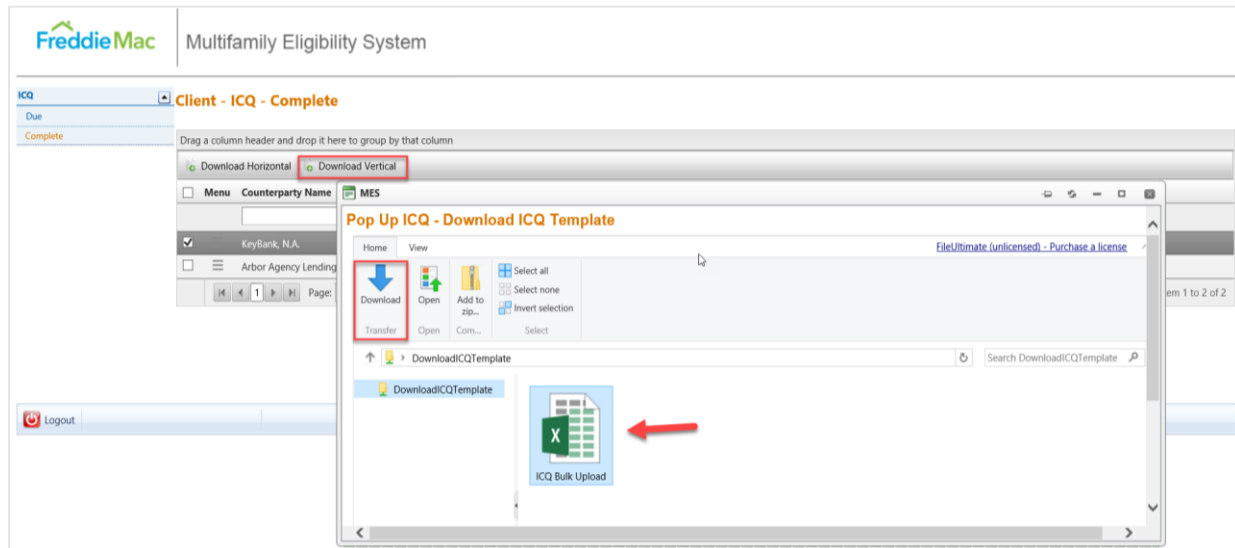 FreddieMac
Multifamily Eligibility System
ICQ
Due
Complete
Client - ICQ - Complete
Drag a column header and drop it here to group by that column
Download Horizontal Download Vertical
Menu Counterparty Name
KeyBank, N.A.
Arbor Agency Lending
1 Page:
em 1 to 2 of 2
MES
Pop Up ICQ - Download ICQ Template
Home View
FileUltimate (unlicensed) - Purchase a license
Download
Open
Add to
zip...
Select all
Select none
Invert selection
Transfer Open Com... Select
DownloadICQTemplate
Search DownloadICQTemplate
DownloadICQTemplate
X
ICQ Bulk Upload
Logout